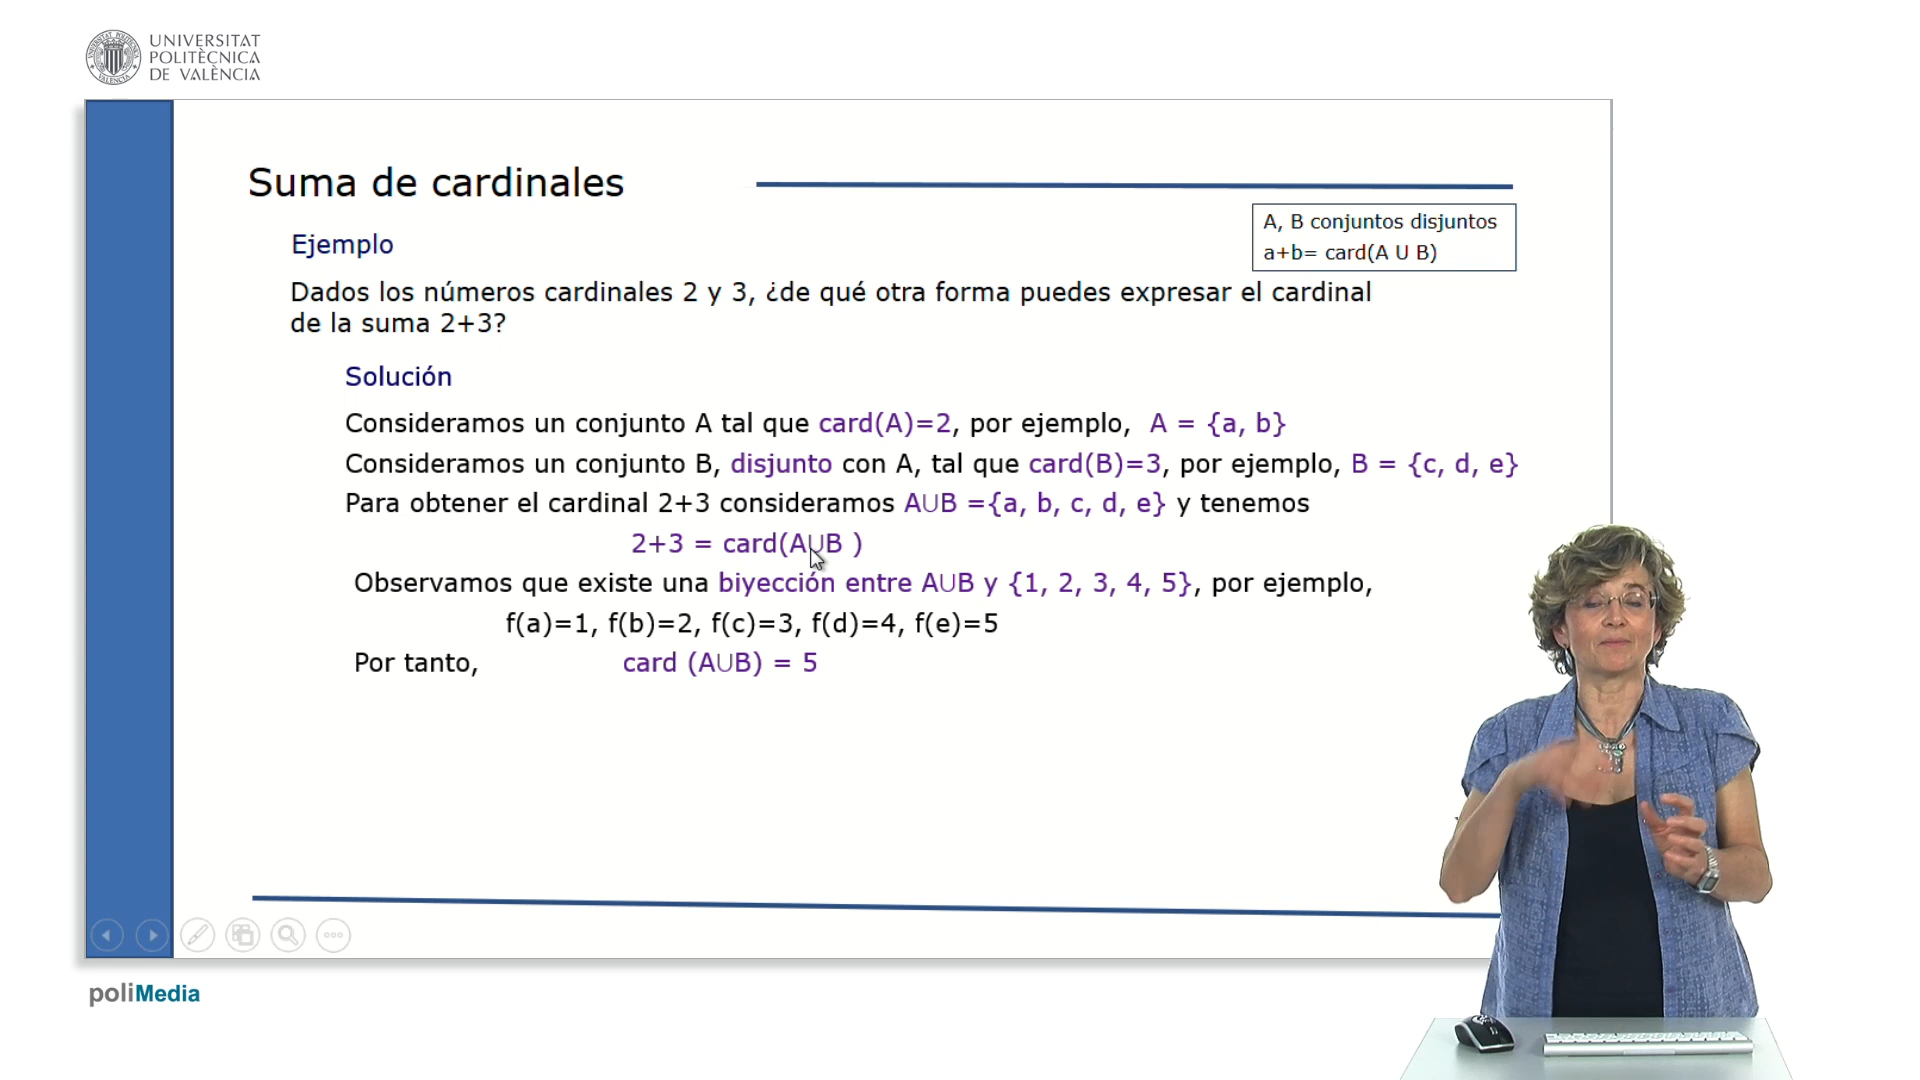 UNIVERSITAT
POLITÈCNICA
DE VALÈNCIA
Suma de cardinales
A, B conjuntos disjuntos
a+b= card(A U B)
Ejemplo
Dados los números cardinales 2 y 3, ¿de qué otra forma puedes expresar el cardinal
de la suma 2+3?
Solución
Consideramos un conjunto A tal que card(A)=2, por ejemplo, A = {a, b}
Consideramos un conjunto B, disjunto con A, tal que card(B)=3, por ejemplo, B = {c, d, e}
Para obtener el cardinal 2+3 consideramos A∪B ={a, b, c, d, e} y tenemos
2+3 = card(A∪B )
Observamos que existe una biyección entre A∪B y {1, 2, 3, 4, 5}, por ejemplo,
f(a)=1, f(b)=2, f(c)=3, f(d)=4, f(e)=5
Por tanto, card (A∪B) = 5
poliMedia